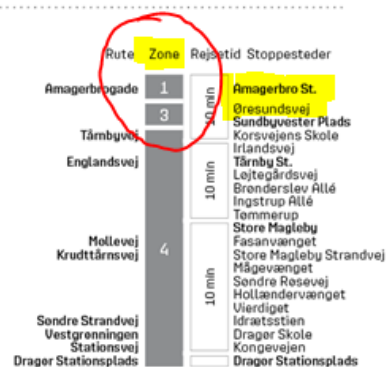 Rute Zone Rejsetid Stoppesteder
Amagerbrogade 1 Amagerbro St.
3 10 min Øresundsvej
Sundbyvester Plads
Tårnbyvej Korsvejens Skole
Irlandsvej
Englandsvej Tårnby St.
Løjtegårdsvej
10 min Brønderslev Allé
Ingstrup Allé
Tømmerup
Store Magleby
Møllevej Fasanvænget
Krudttårnsvej 4 Store Magleby Strandvej
Mågevænget
10 min Søndre Røsevej
Hollændervænget
Vierdiget
Søndre Strandvej Idrætsstien
Vestgrønningen Dragør Skole
Stationsvej Kongevejen
Dragør Stationsplads Dragør Stationsplads